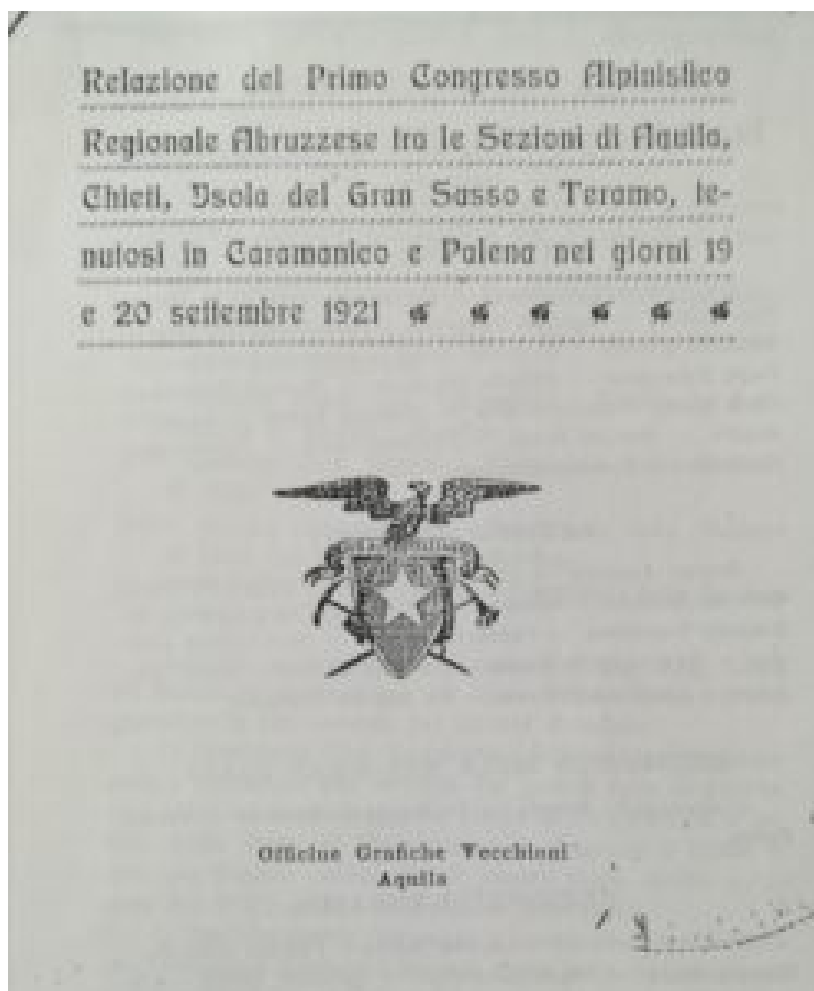 Relazione del Primo Congresso Alpinistico
Regionale Abruzzese tra le Sezioni di Aquila,
Chieti, Isola del Gran Sasso e Teramo, te-
nutosi in Caramanico e Palena nei giorni 19
e 20 settembre 1921
Officine Grafiche Vecchioni
Aquila